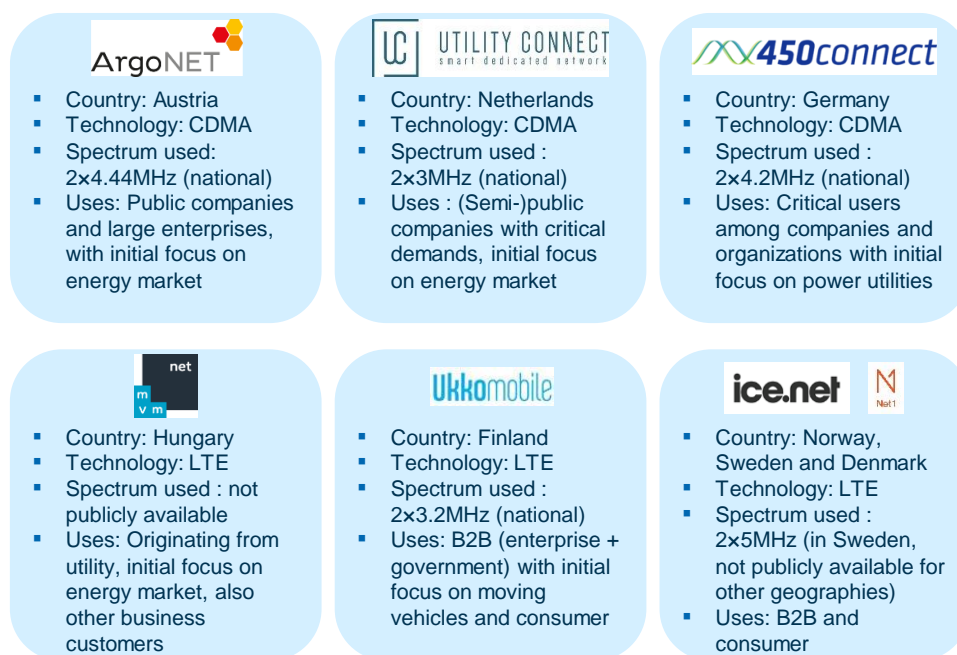 ArgoNET
▪ Country: Austria
▪ Technology: CDMA
▪ Spectrum used:
2×4.44MHz (national)
▪ Uses: Public companies
and large enterprises,
with initial focus on
energy market
UC UTILITY CONNECT
smart dedicated network
▪ Country: Netherlands
▪ Technology: CDMA
▪ Spectrum used :
2×3MHz (national)
▪ Uses : (Semi-)public
companies with critical
demands, initial focus
on energy market
450connect
▪ Country: Germany
▪ Technology: CDMA
▪ Spectrum used :
2×4.2MHz (national)
▪ Uses: Critical users
among companies and
organizations with initial
focus on power utilities
net
m
v m
▪ Country: Hungary
▪ Technology: LTE
▪ Spectrum used : not
publicly available
▪ Uses: Originating from
utility, initial focus on
energy market, also
other business
customers
Ukkomobile
▪ Country: Finland
▪ Technology: LTE
▪ Spectrum used :
2×3.2MHz (national)
▪ Uses: B2B (enterprise +
government) with initial
focus on moving
vehicles and consumer
ice.net
Net1
▪ Country: Norway,
Sweden and Denmark
▪ Technology: LTE
▪ Spectrum used :
2×5MHz (in Sweden,
not publicly available for
other geographies)
▪ Uses: B2B and
consumer